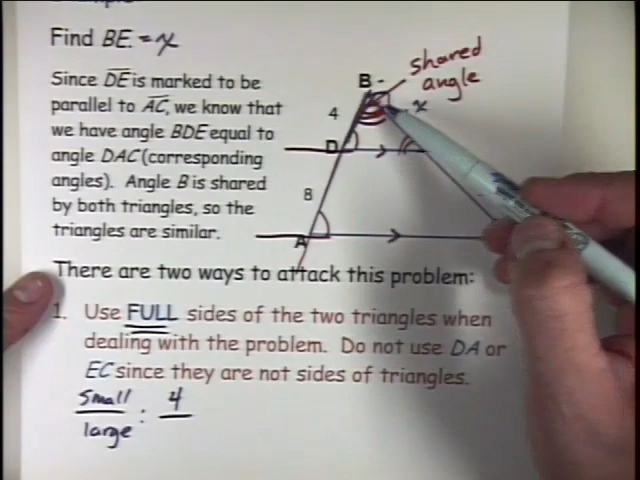 Find BE. = x
Since DE is marked to be
parallel to AC, we know that
we have angle BDE equal to
angle DAC (corresponding
angles). Angle B is shared
by both triangles, so the
triangles are similar.
shared
angle
B
4
x
D
8
A
There are two ways to attack this problem:
1. Use FULL sides of the two triangles when
dealing with the problem. Do not use DA or
EC since they are not sides of triangles.
small : 4
large